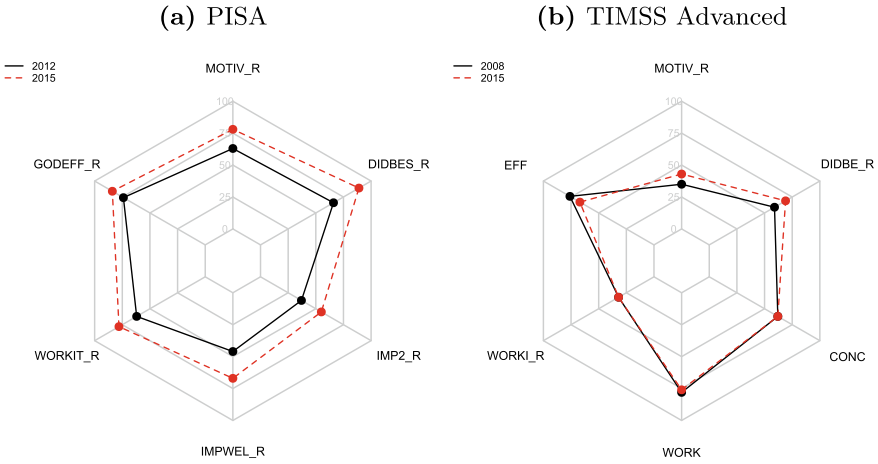 (a) PISA
(b) TIMSS Advanced
2012
2015
MOTIV_R
DIDBES_R
IMP2_R
IMPWEL_R
WORKIT_R
GODEFF_R
100
75
50
25
0
2008
2015
MOTIV_R
DIDBE_R
CONC
WORK
WORKI_R
EFF
100
75
50
25
0